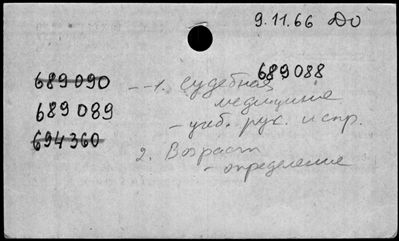 9.11.66 До
689088
689090 --1. Судебная
медицина
689089 - учеб. рук. и спр.
694360 2. Возраст
- определение